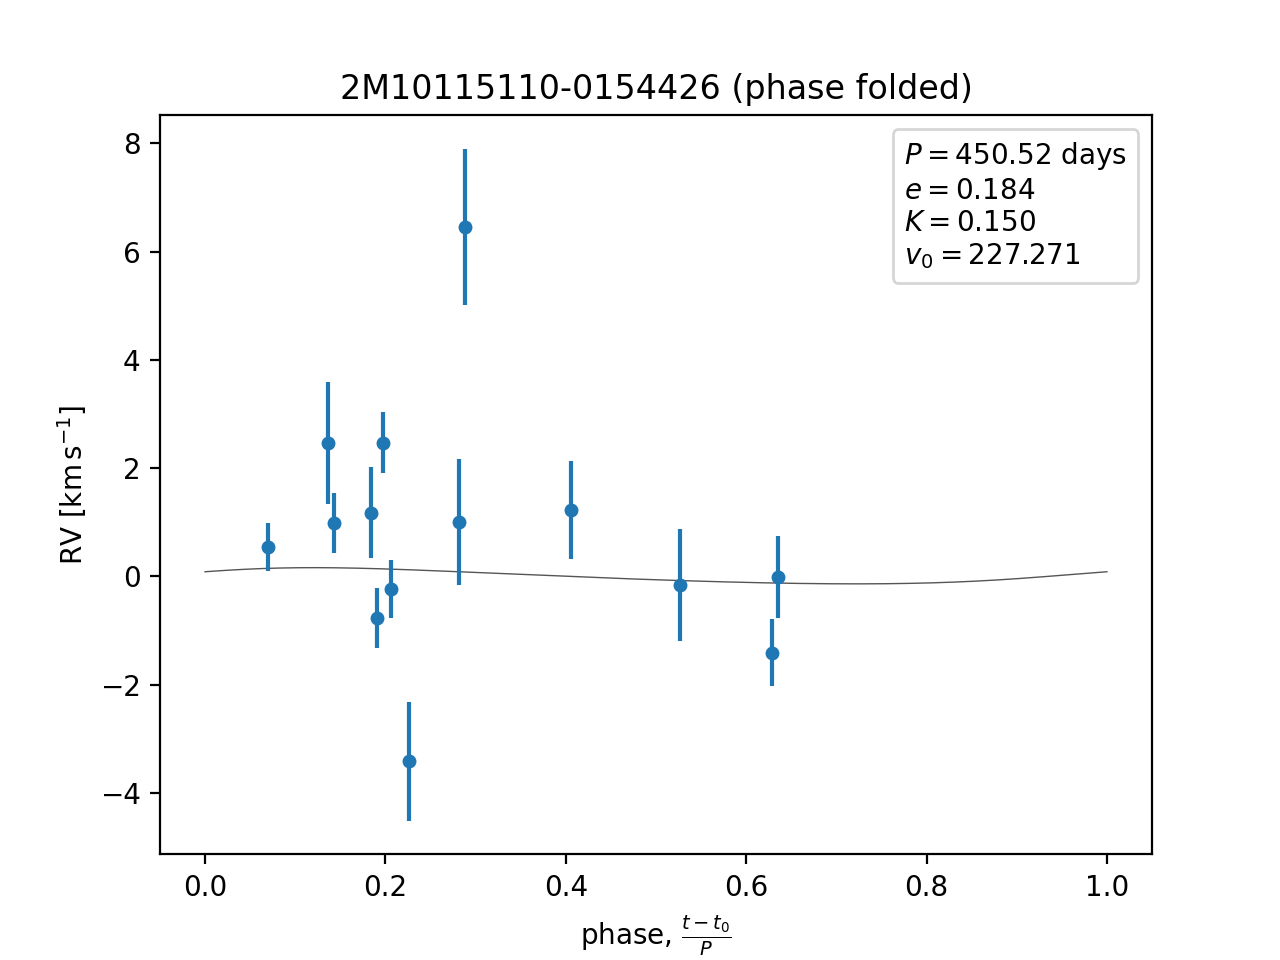 2M10115110-0154426 (phase folded)
P = 450.52 days
e = 0.184
K = 0.150
v₀ = 227.271
8
6
4
2
0
−2
−4
RV [km s⁻¹]
0.0 0.2 0.4 0.6 0.8 1.0
phase, (t − t₀)/P